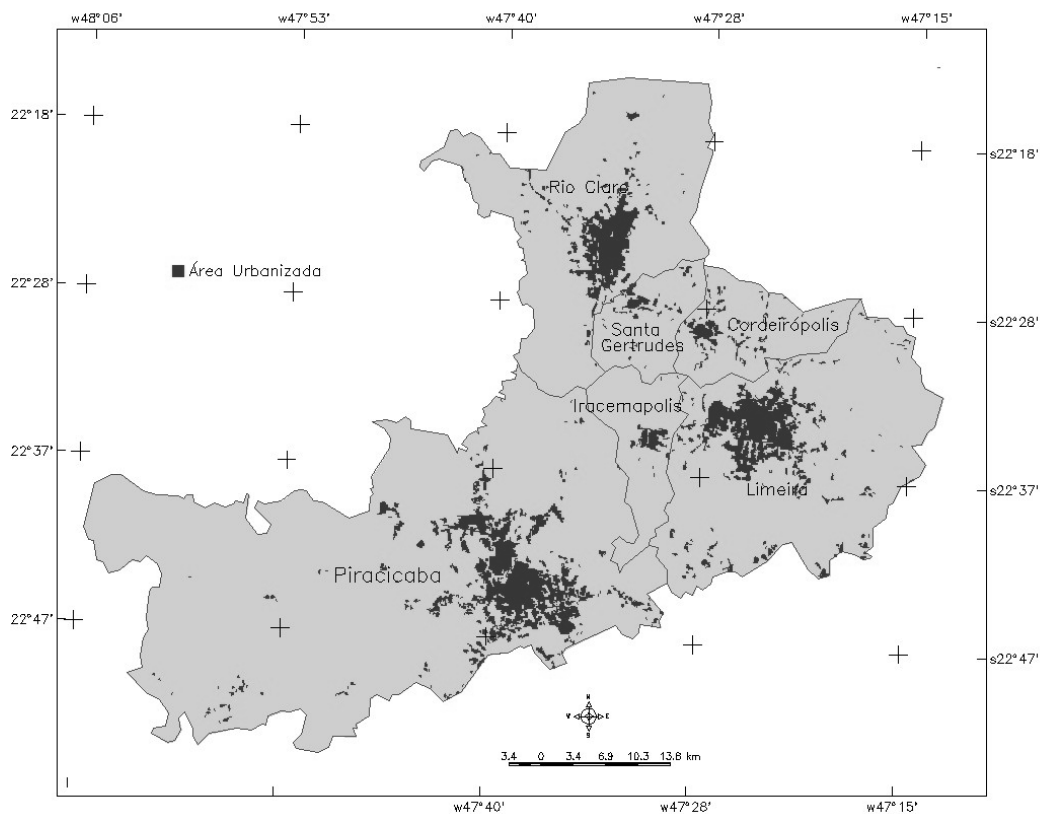 w48°06' w47°53' w47°40' w47°28' w47°15'
22°18'
s22°18'
Rio Claro
Área Urbanizada
22°28'
s22°28'
Santa
Gertrudes
Cordeirópolis
Iracemapolis
22°37'
s22°37'
Limeira
Piracicaba
22°47'
s22°47'
N
W E
S
3.4 0 3.4 6.9 10.3 13.8 km
w47°40' w47°28' w47°15'